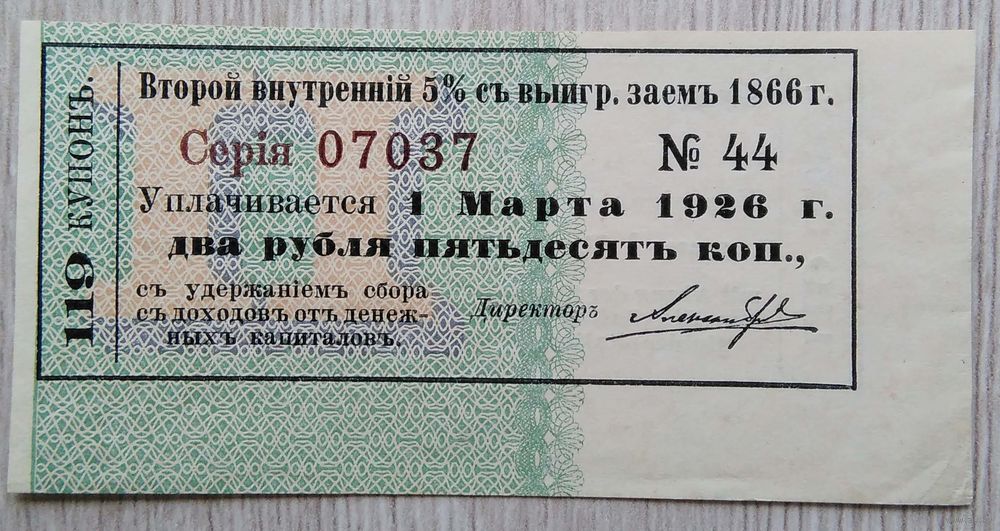 119 купонъ.
Второй внутренній 5% съ выигр. заемъ 1866 г.
Серія 07037 № 44
Уплачивается 1 Марта 1926 г.
два рубля пятьдесятъ коп.,
съ удержаніемъ сбора
съ доходовъ отъ денеж-
ныхъ капиталовъ.
Директоръ